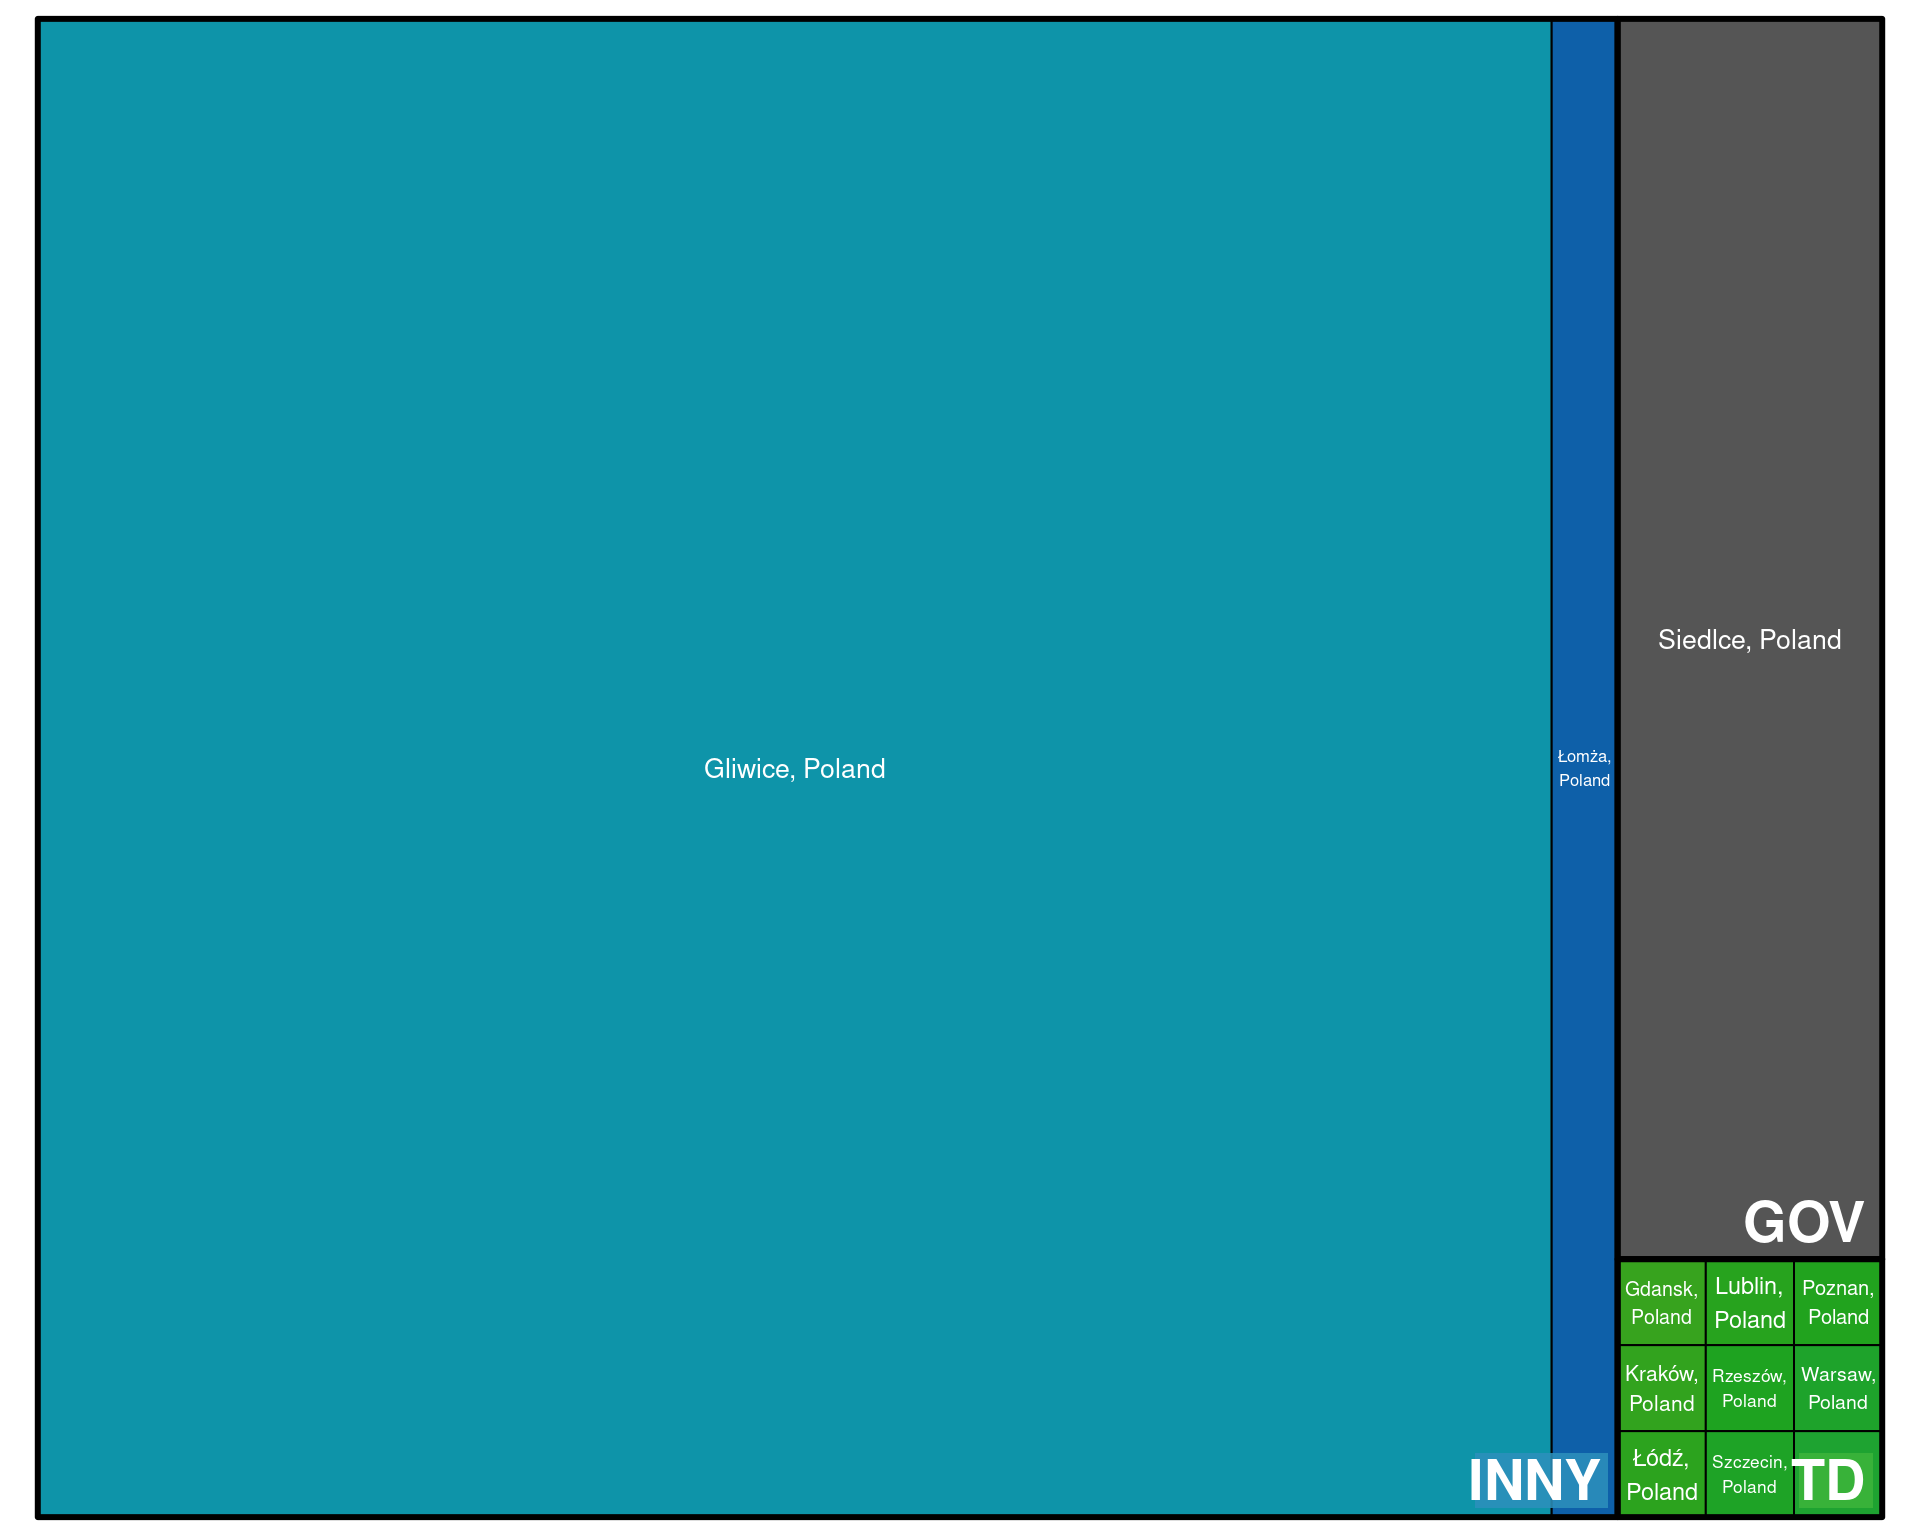 Gliwice, Poland
Łomża,
Poland
INNY
Siedlce, Poland
GOV
Gdansk,
Poland
Lublin,
Poland
Poznan,
Poland
Kraków,
Poland
Rzeszów,
Poland
Warsaw,
Poland
Łódź,
Poland
Szczecin,
Poland
TD